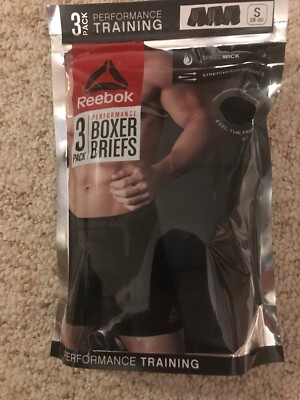 3 PACK
PERFORMANCE
TRAINING
S
SPEEDWICK
Reebok
3 PACK
PERFORMANCE
BOXER
BRIEFS
PERFORMANCE TRAINING